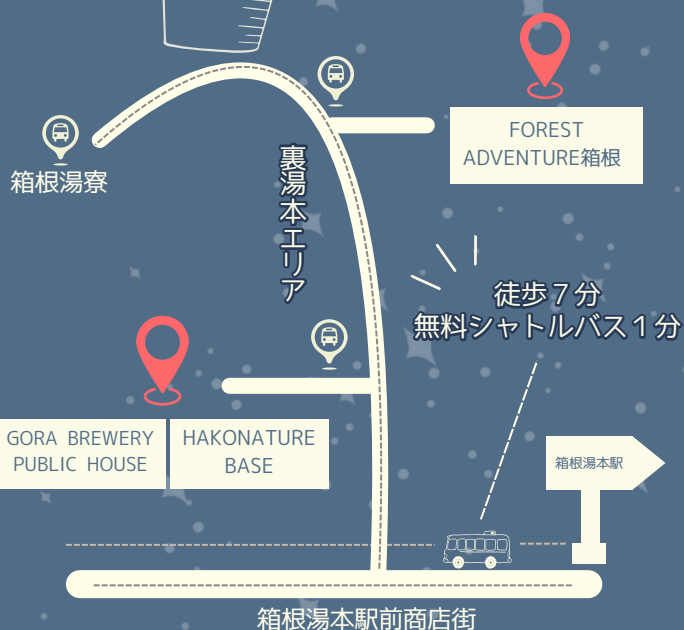 FOREST
ADVENTURE箱根
箱根湯寮
裏湯本エリア
徒歩７分
無料シャトルバス１分
GORA BREWERY
PUBLIC HOUSE
HAKONATURE
BASE
箱根湯本駅
箱根湯本駅前商店街